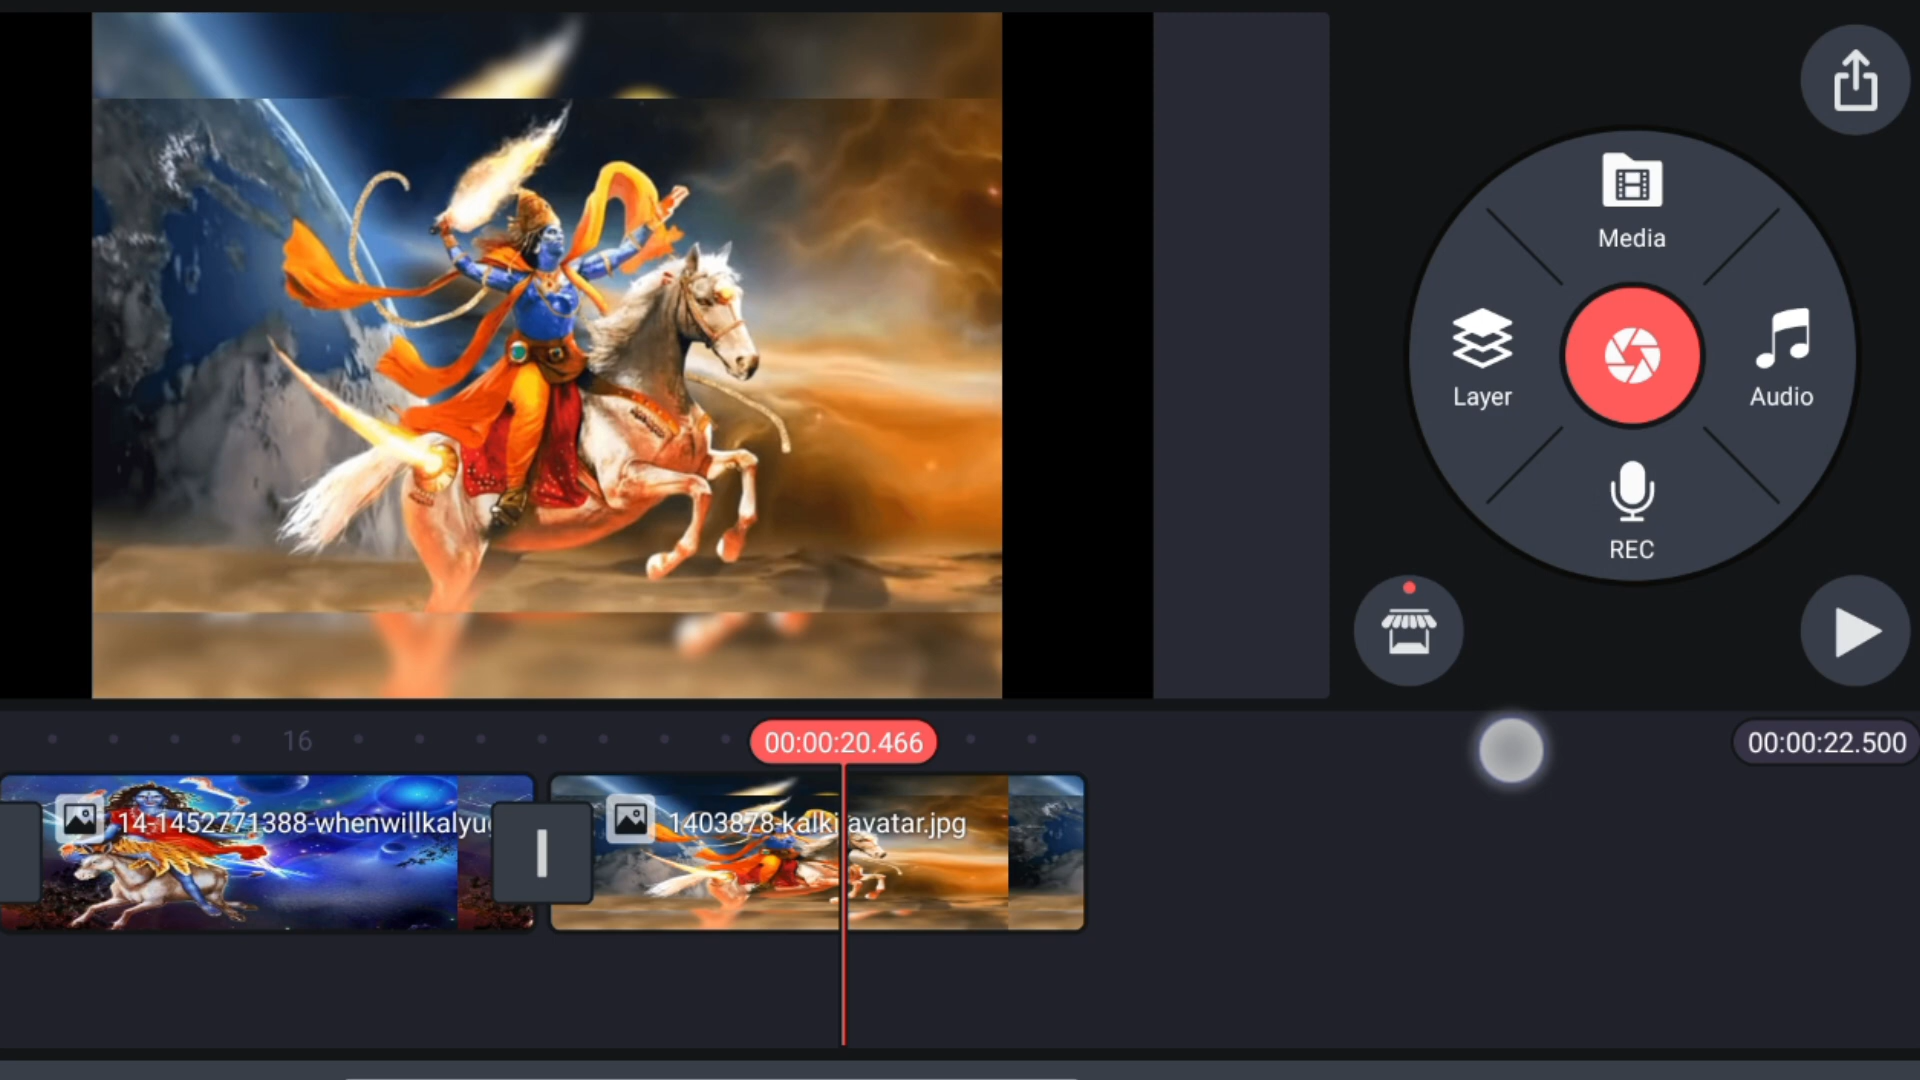 Media
Layer
Audio
REC
16
00:00:20.466
00:00:22.500
14-1452771388-whenwillkalyu
1403878-kalki avatar.jpg